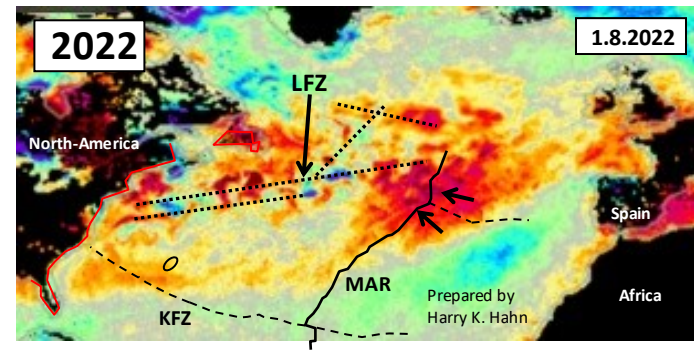 2022
1.8.2022
LFZ
North-America
Spain
MAR
Prepared by
Harry K. Hahn
Africa
KFZ